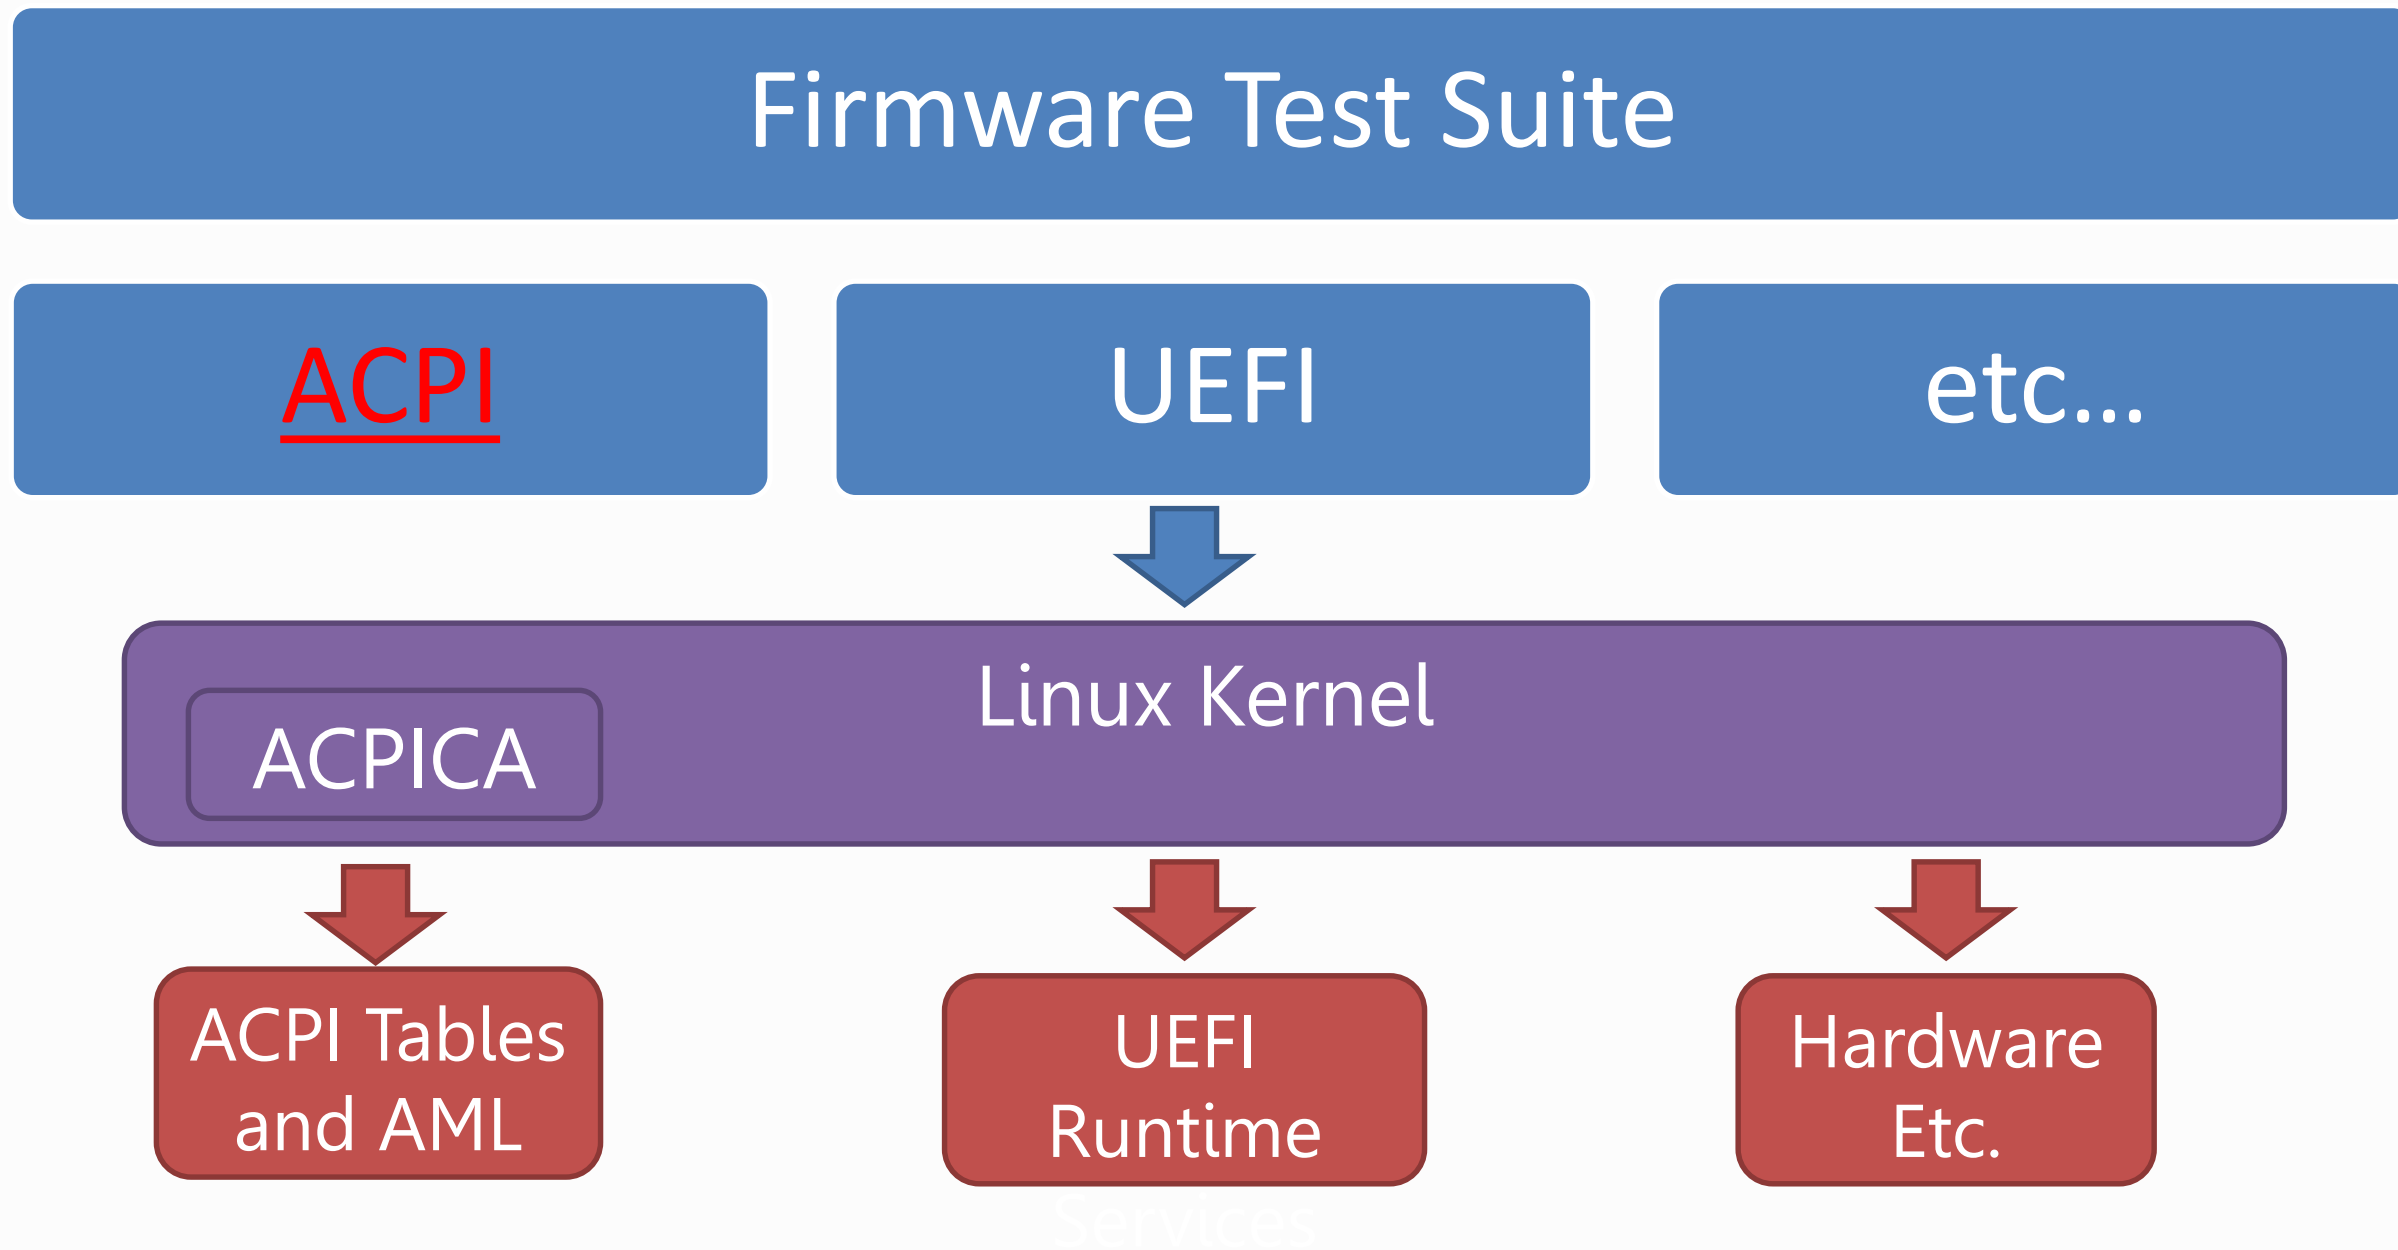 Firmware Test Suite
ACPI
UEFI
etc...
Linux Kernel
ACPICA
ACPI Tables
and AML
UEFI
Runtime
Services
Hardware
Etc.